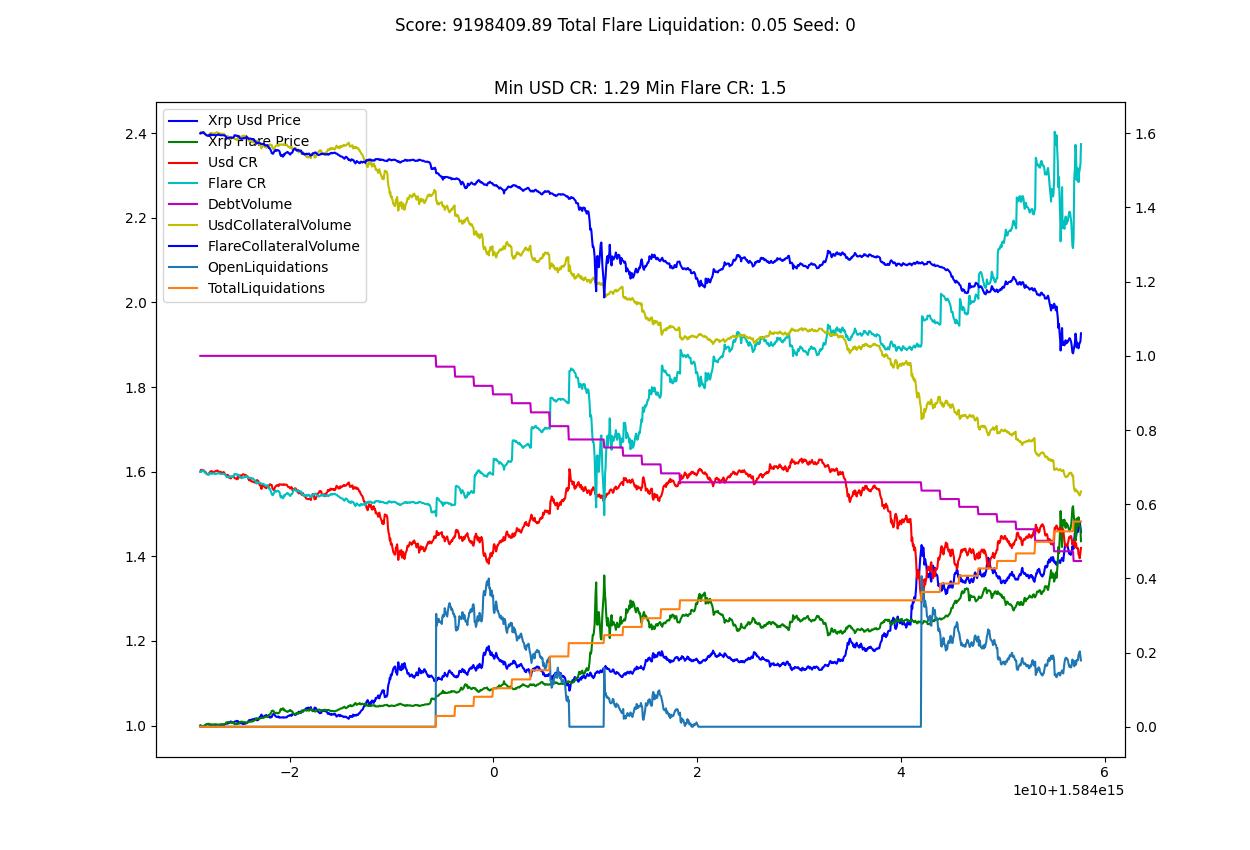 Score: 9198409.89 Total Flare Liquidation: 0.05 Seed: 0
Min USD CR: 1.29 Min Flare CR: 1.5
Xrp Usd Price
Xrp Flare Price
Usd CR
Flare CR
DebtVolume
UsdCollateralVolume
FlareCollateralVolume
OpenLiquidations
TotalLiquidations
2.4
2.2
2.0
1.8
1.6
1.4
1.2
1.0
1.6
1.4
1.2
1.0
0.8
0.6
0.4
0.2
0.0
−2 0 2 4 6
1e10+1.584e15